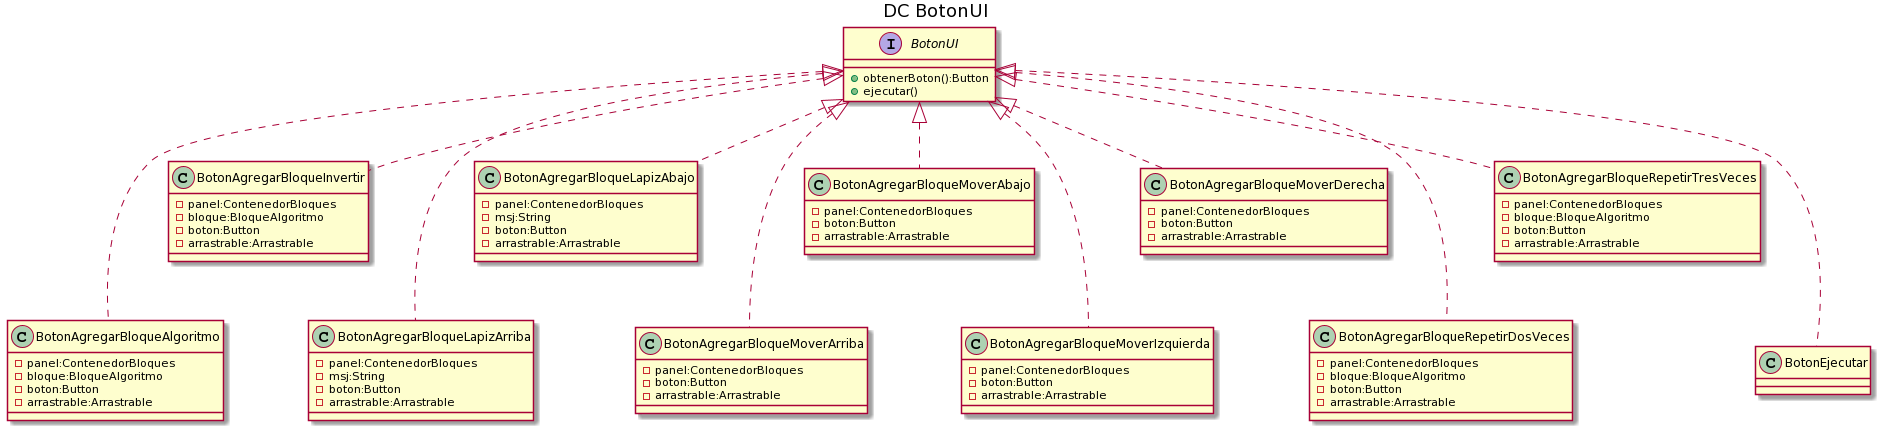 DC BotonUI
I BotonUI
obtenerBoton():Button
ejecutar()
C BotonAgregarBloqueInvertir
panel:ContenedorBloques
bloque:BloqueAlgoritmo
boton:Button
arrastrable:Arrastrable
C BotonAgregarBloqueLapizAbajo
panel:ContenedorBloques
msj:String
boton:Button
arrastrable:Arrastrable
C BotonAgregarBloqueMoverAbajo
panel:ContenedorBloques
boton:Button
arrastrable:Arrastrable
C BotonAgregarBloqueMoverDerecha
panel:ContenedorBloques
boton:Button
arrastrable:Arrastrable
C BotonAgregarBloqueRepetirTresVeces
panel:ContenedorBloques
bloque:BloqueAlgoritmo
boton:Button
arrastrable:Arrastrable
C BotonAgregarBloqueAlgoritmo
panel:ContenedorBloques
bloque:BloqueAlgoritmo
boton:Button
arrastrable:Arrastrable
C BotonAgregarBloqueLapizArriba
panel:ContenedorBloques
msj:String
boton:Button
arrastrable:Arrastrable
C BotonAgregarBloqueMoverArriba
panel:ContenedorBloques
boton:Button
arrastrable:Arrastrable
C BotonAgregarBloqueMoverIzquierda
panel:ContenedorBloques
boton:Button
arrastrable:Arrastrable
C BotonAgregarBloqueRepetirDosVeces
panel:ContenedorBloques
bloque:BloqueAlgoritmo
boton:Button
arrastrable:Arrastrable
C BotonEjecutar